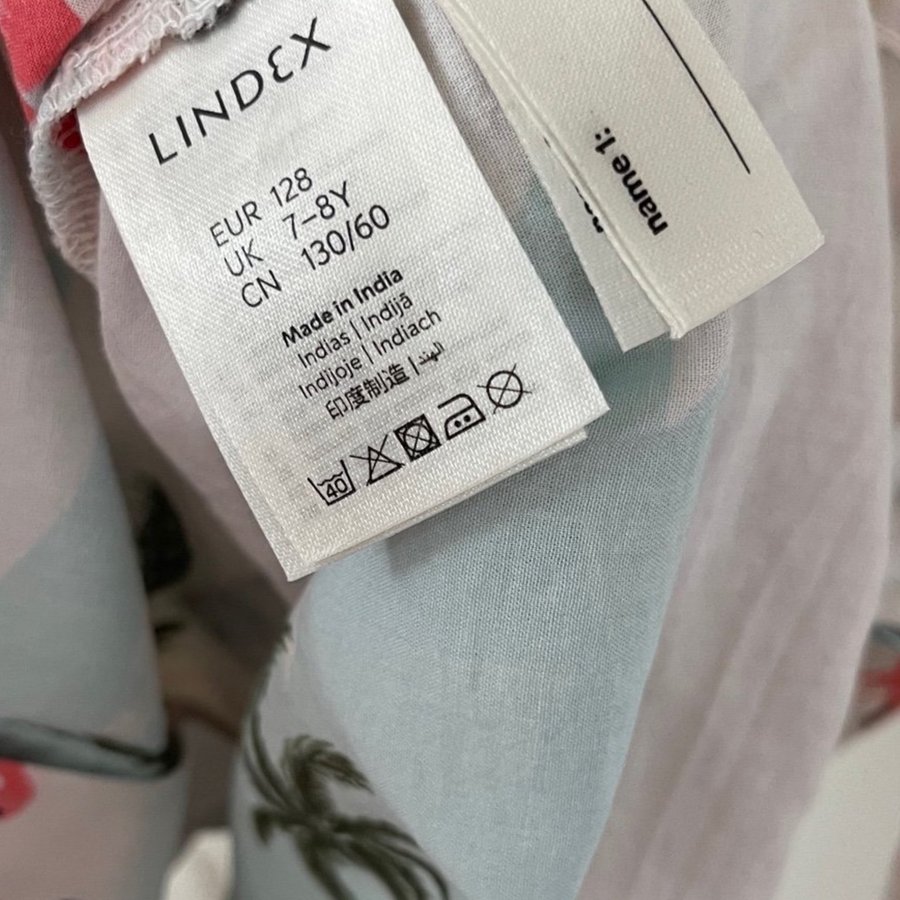 LINDEX
EUR 128
UK 7–8Y
CN 130/60
Made in India
Indias | Indijā
Indijoje | Indiach
印度制造 | الهند
40
name 1: